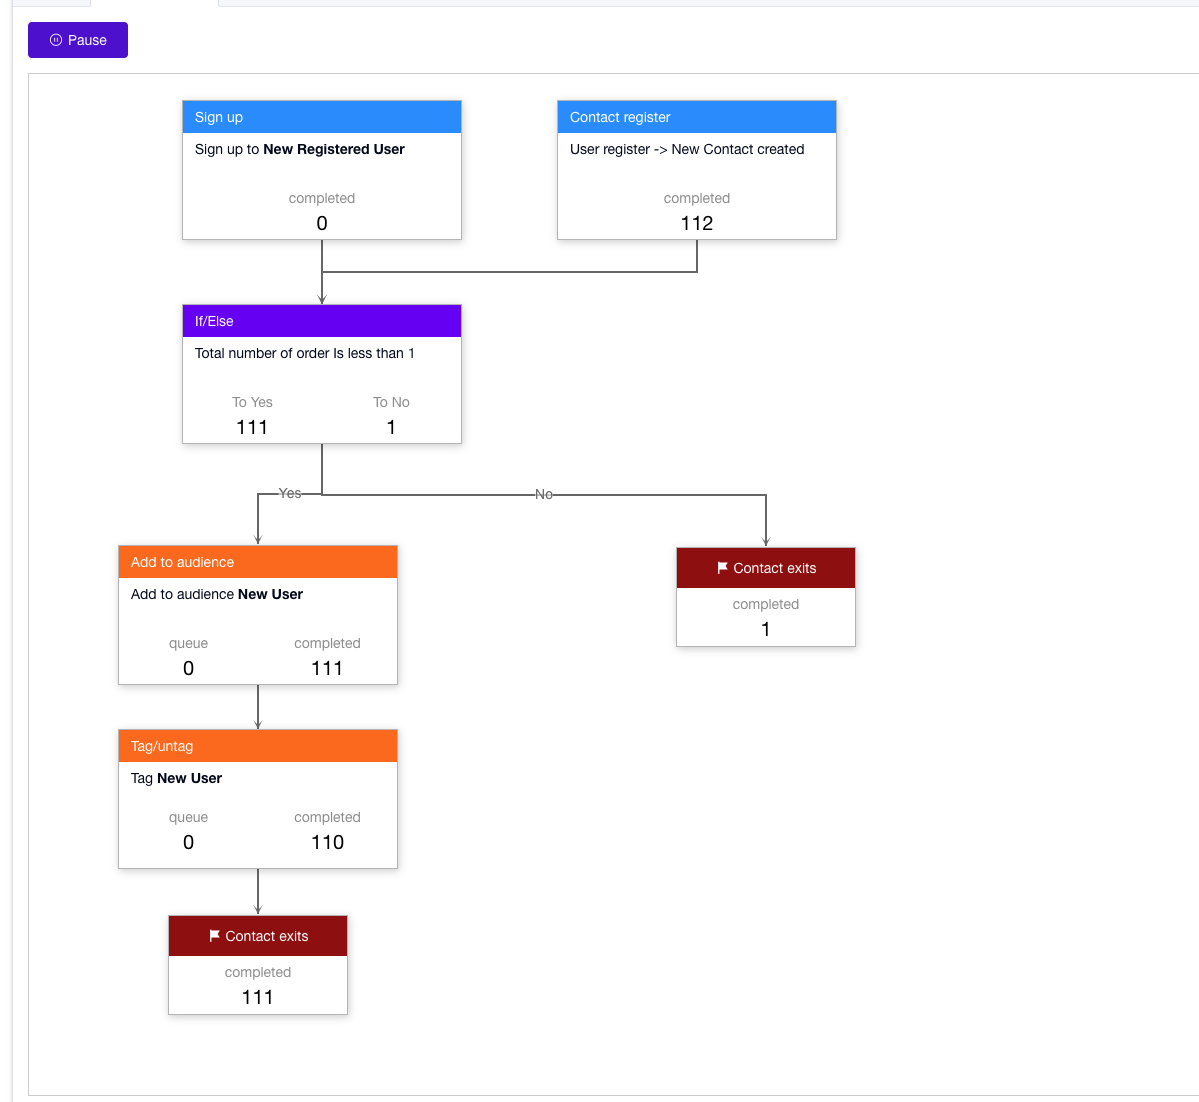 Pause
Sign up
Sign up to New Registered User
completed
0
Contact register
User register -> New Contact created
completed
112
If/Else
Total number of order Is less than 1
To Yes To No
111 1
Yes
No
Add to audience
Add to audience New User
queue completed
0 111
Contact exits
completed
1
Tag/untag
Tag New User
queue completed
0 110
Contact exits
completed
111